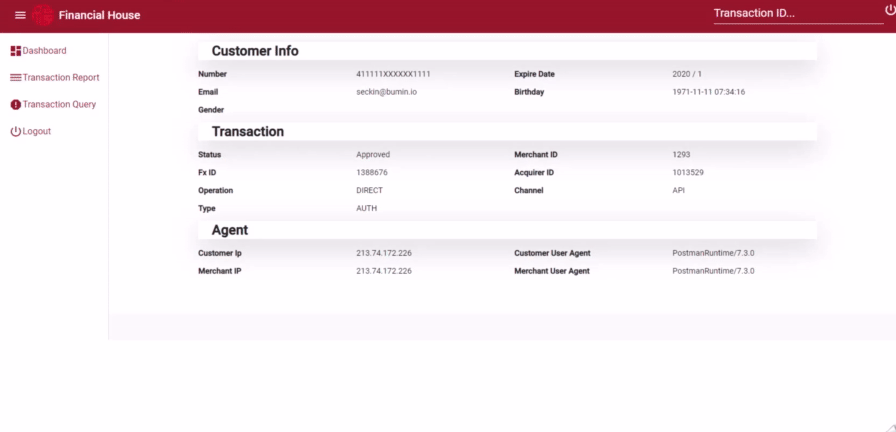 Financial House
Transaction ID...
Dashboard
Transaction Report
Transaction Query
Logout
Customer Info
Number 411111XXXXXX1111 Expire Date 2020 / 1
Email seckin@bumin.io Birthday 1971-11-11 07:34:16
Gender
Transaction
Status Approved Merchant ID 1293
Fx ID 1388676 Acquirer ID 1013529
Operation DIRECT Channel API
Type AUTH
Agent
Customer Ip 213.74.172.226 Customer User Agent PostmanRuntime/7.3.0
Merchant IP 213.74.172.226 Merchant User Agent PostmanRuntime/7.3.0